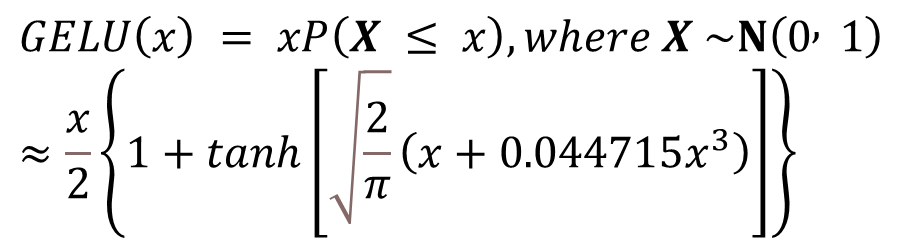 GELU(x) = xP(X ≤ x), where X ~N(0, 1)
≈ x/2 {1 + tanh [√(2/π) (x + 0.044715x³)]}